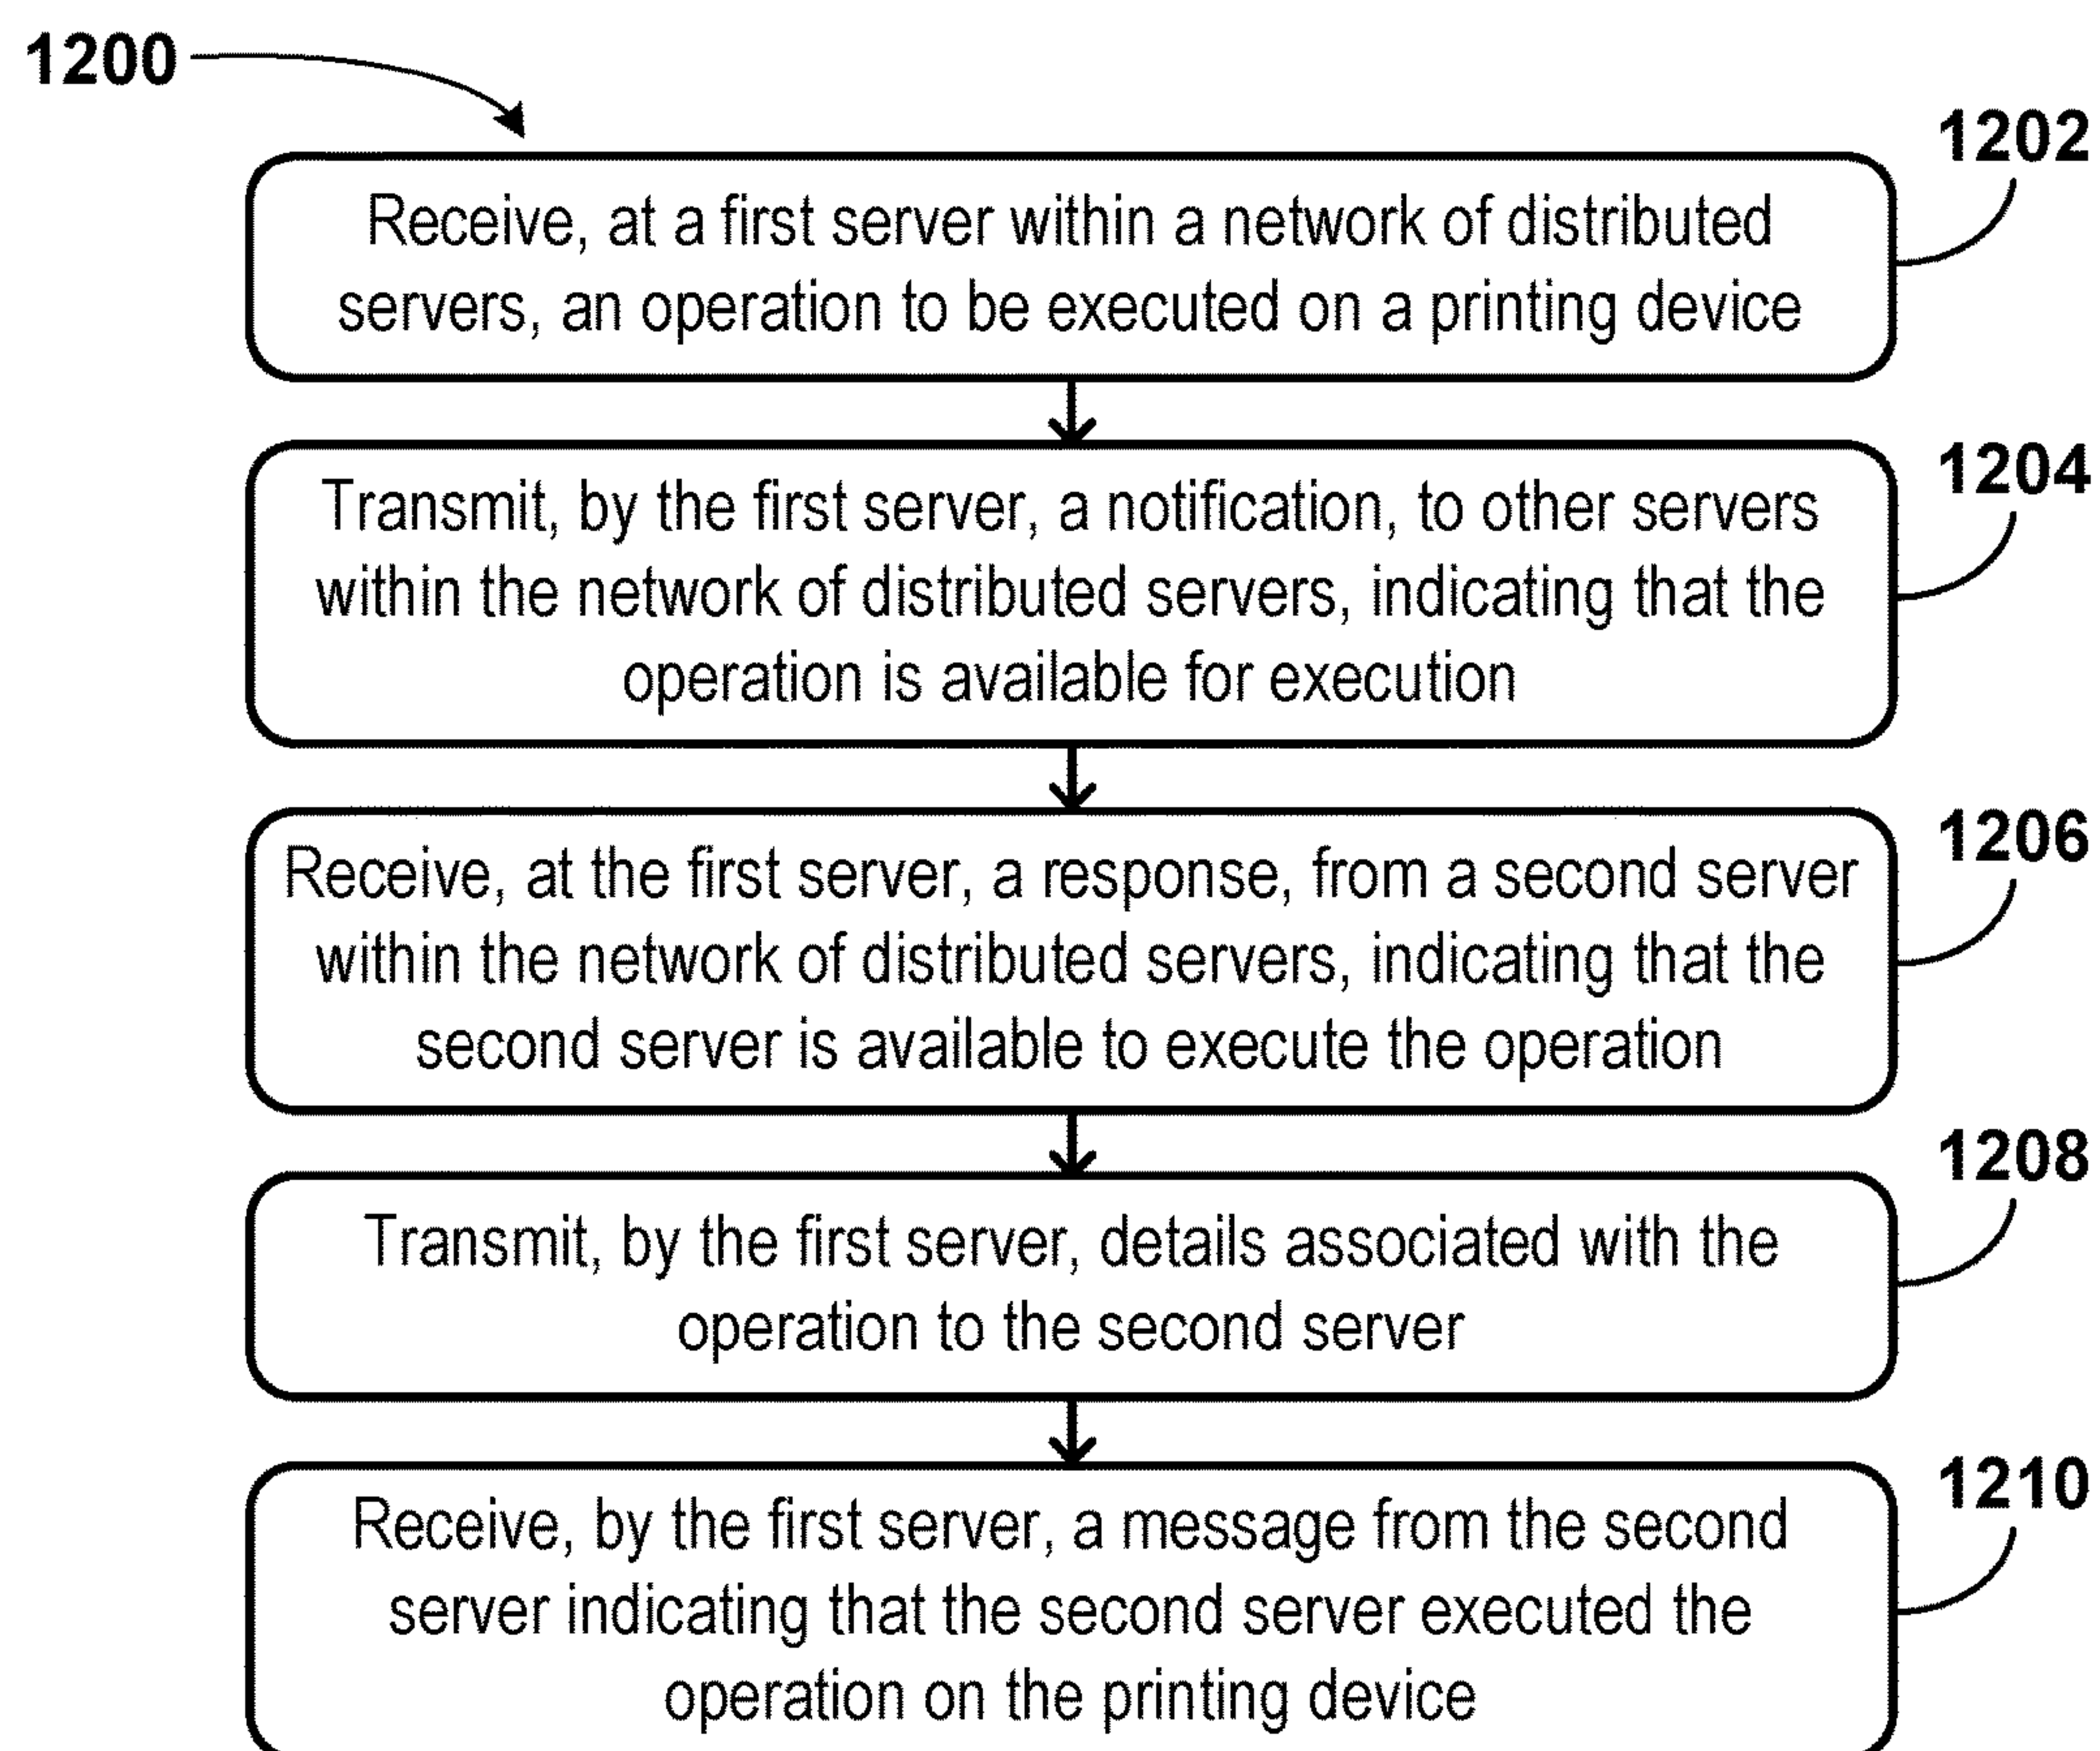 1200
1202
Receive, at a first server within a network of distributed
servers, an operation to be executed on a printing device
1204
Transmit, by the first server, a notification, to other servers
within the network of distributed servers, indicating that the
operation is available for execution
1206
Receive, at the first server, a response, from a second server
within the network of distributed servers, indicating that the
second server is available to execute the operation
1208
Transmit, by the first server, details associated with the
operation to the second server
1210
Receive, by the first server, a message from the second
server indicating that the second server executed the
operation on the printing device